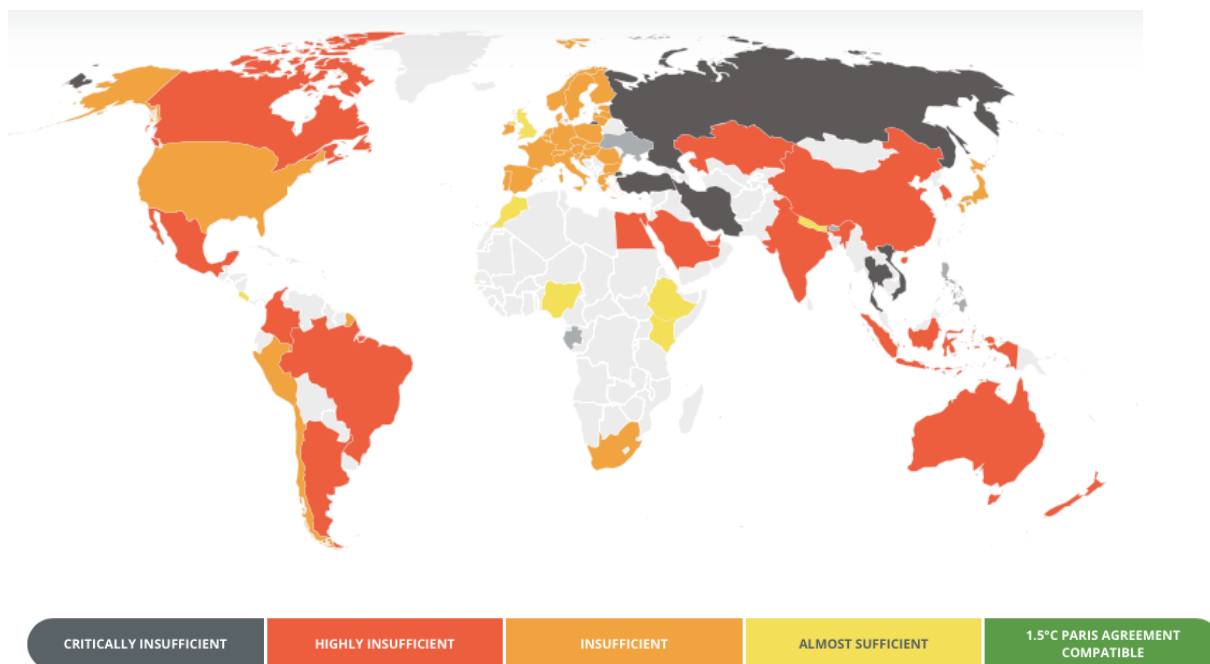 CRITICALLY INSUFFICIENT
HIGHLY INSUFFICIENT
INSUFFICIENT
ALMOST SUFFICIENT
1.5°C PARIS AGREEMENT
COMPATIBLE